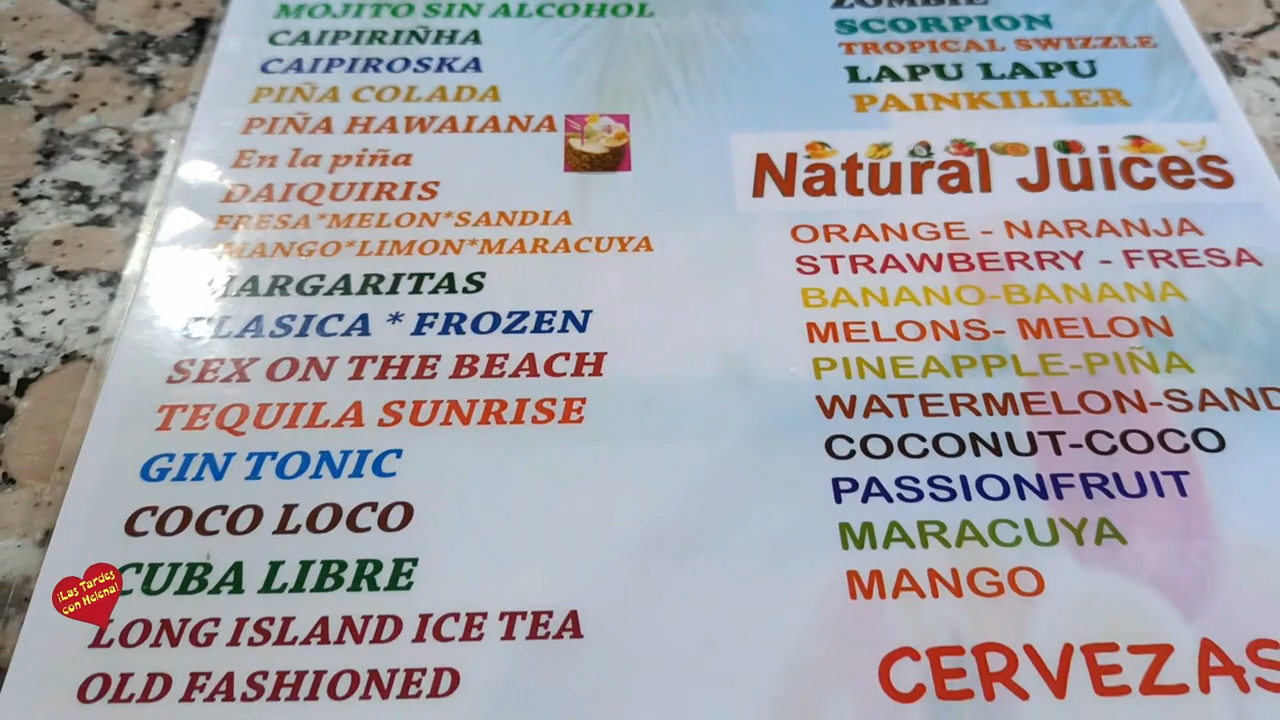 MOJITO SIN ALCOHOL
CAIPIRIÑHA
CAIPIROSKA
PIÑA COLADA
PIÑA HAWAIANA
En la piña
DAIQUIRIS
FRESA*MELON*SANDIA
MANGO*LIMON*MARACUYA
MARGARITAS
CLASICA * FROZEN
SEX ON THE BEACH
TEQUILA SUNRISE
GIN TONIC
COCO LOCO
CUBA LIBRE
LONG ISLAND ICE TEA
OLD FASHIONED
ZOMBIE
SCORPION
TROPICAL SWIZZLE
LAPU LAPU
PAINKILLER
Natural Juices
ORANGE - NARANJA
STRAWBERRY - FRESA
BANANO-BANANA
MELONS- MELON
PINEAPPLE-PIÑA
WATERMELON-SAND
COCONUT-COCO
PASSIONFRUIT
MARACUYA
MANGO
CERVEZAS
¡Las Tardes
con Helena!